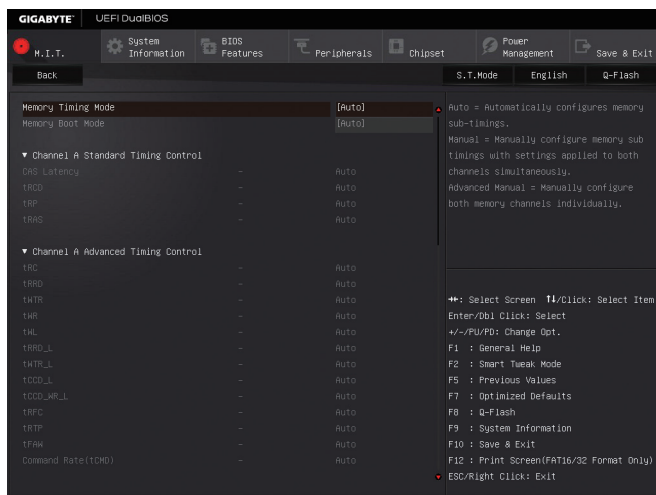 GIGABYTE™ UEFI DualBIOS
M.I.T.
System Information
BIOS Features
Peripherals
Chipset
Power Management
Save & Exit
Back
S.T.Mode English Q-Flash
Memory Timing Mode [Auto]
Memory Boot Mode [Auto]
▼ Channel A Standard Timing Control
CAS Latency – Auto
tRCD – Auto
tRP – Auto
tRAS – Auto
▼ Channel A Advanced Timing Control
tRC – Auto
tRRD – Auto
tWTR – Auto
tWR – Auto
tWL – Auto
tRRD_L – Auto
tWTR_L – Auto
tCCD_L – Auto
tCCD_WR_L – Auto
tRFC – Auto
tRTP – Auto
tFAW – Auto
Command Rate(tCMD) – Auto
Auto = Automatically configures memory
sub-timings.
Manual = Manually configure memory sub
timings with settings applied to both
channels simultaneously.
Advanced Manual = Manually configure
both memory channels individually.
→←: Select Screen ↑↓/Click: Select Item
Enter/Dbl Click: Select
+/-/PU/PD: Change Opt.
F1 : General Help
F2 : Smart Tweak Mode
F5 : Previous Values
F7 : Optimized Defaults
F8 : Q-Flash
F9 : System Information
F10 : Save & Exit
F12 : Print Screen(FAT16/32 Format Only)
ESC/Right Click: Exit